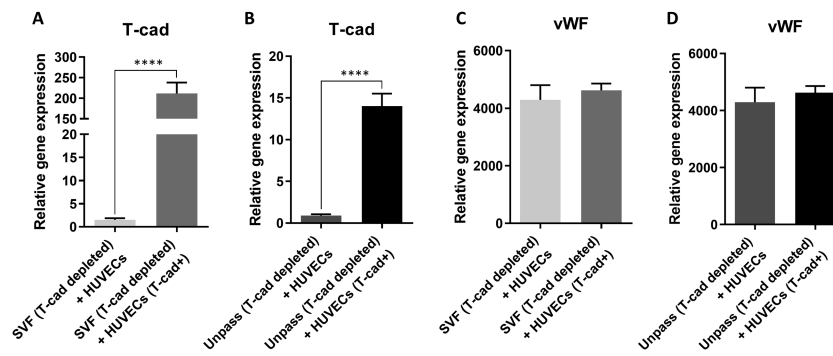 A
T-cad
Relative gene expression
300
250
200
150
20
15
10
5
0
****
SVF (T-cad depleted)
+ HUVECs
SVF (T-cad depleted)
+ HUVECs (T-cad+)
B
T-cad
Relative gene expression
20
15
10
5
0
****
Unpass (T-cad depleted)
+ HUVECs
Unpass (T-cad depleted)
+ HUVECs (T-cad+)
C
vWF
Relative gene expression
6000
4000
2000
0
SVF (T-cad depleted)
+ HUVECs
SVF (T-cad depleted)
+ HUVECs (T-cad+)
D
vWF
Relative gene expression
6000
4000
2000
0
Unpass (T-cad depleted)
+ HUVECs
Unpass (T-cad depleted)
+ HUVECs (T-cad+)